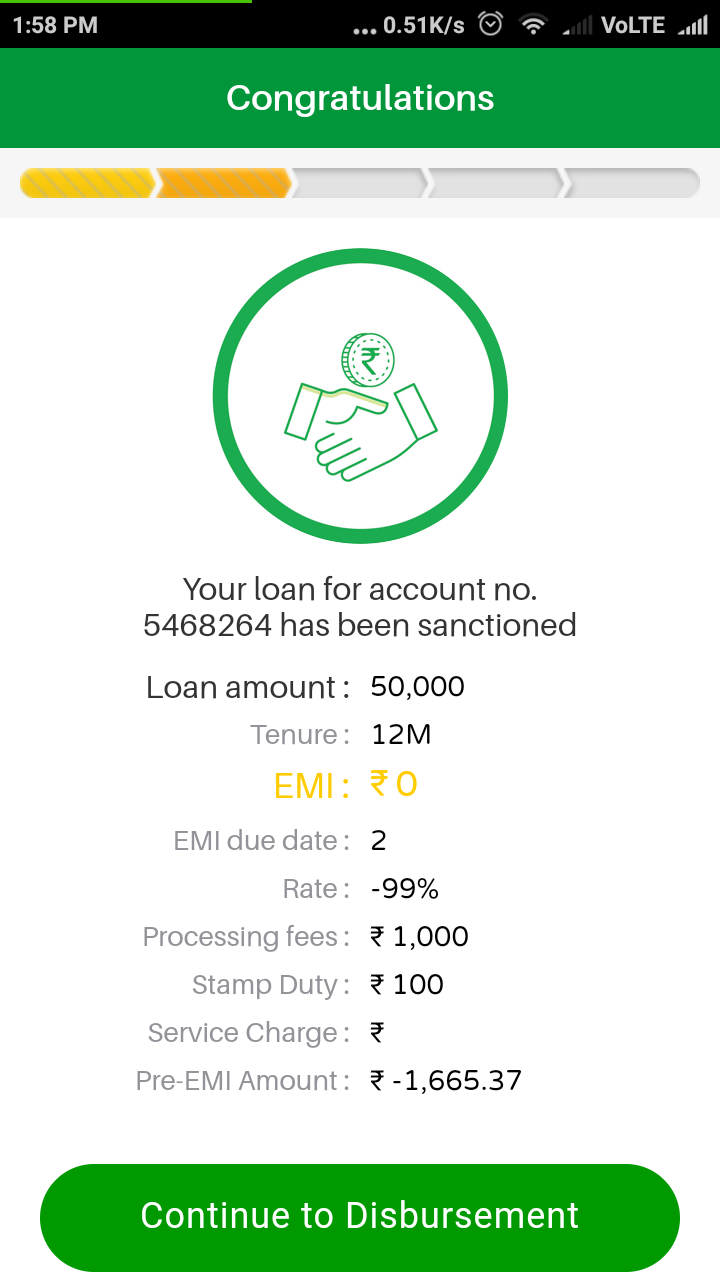 1:58 PM ... 0.51K/s VoLTE
Congratulations
₹
Your loan for account no.
5468264 has been sanctioned
Loan amount : 50,000
Tenure : 12M
EMI : ₹ 0
EMI due date : 2
Rate : -99%
Processing fees : ₹ 1,000
Stamp Duty : ₹ 100
Service Charge : ₹
Pre-EMI Amount : ₹ -1,665.37
Continue to Disbursement